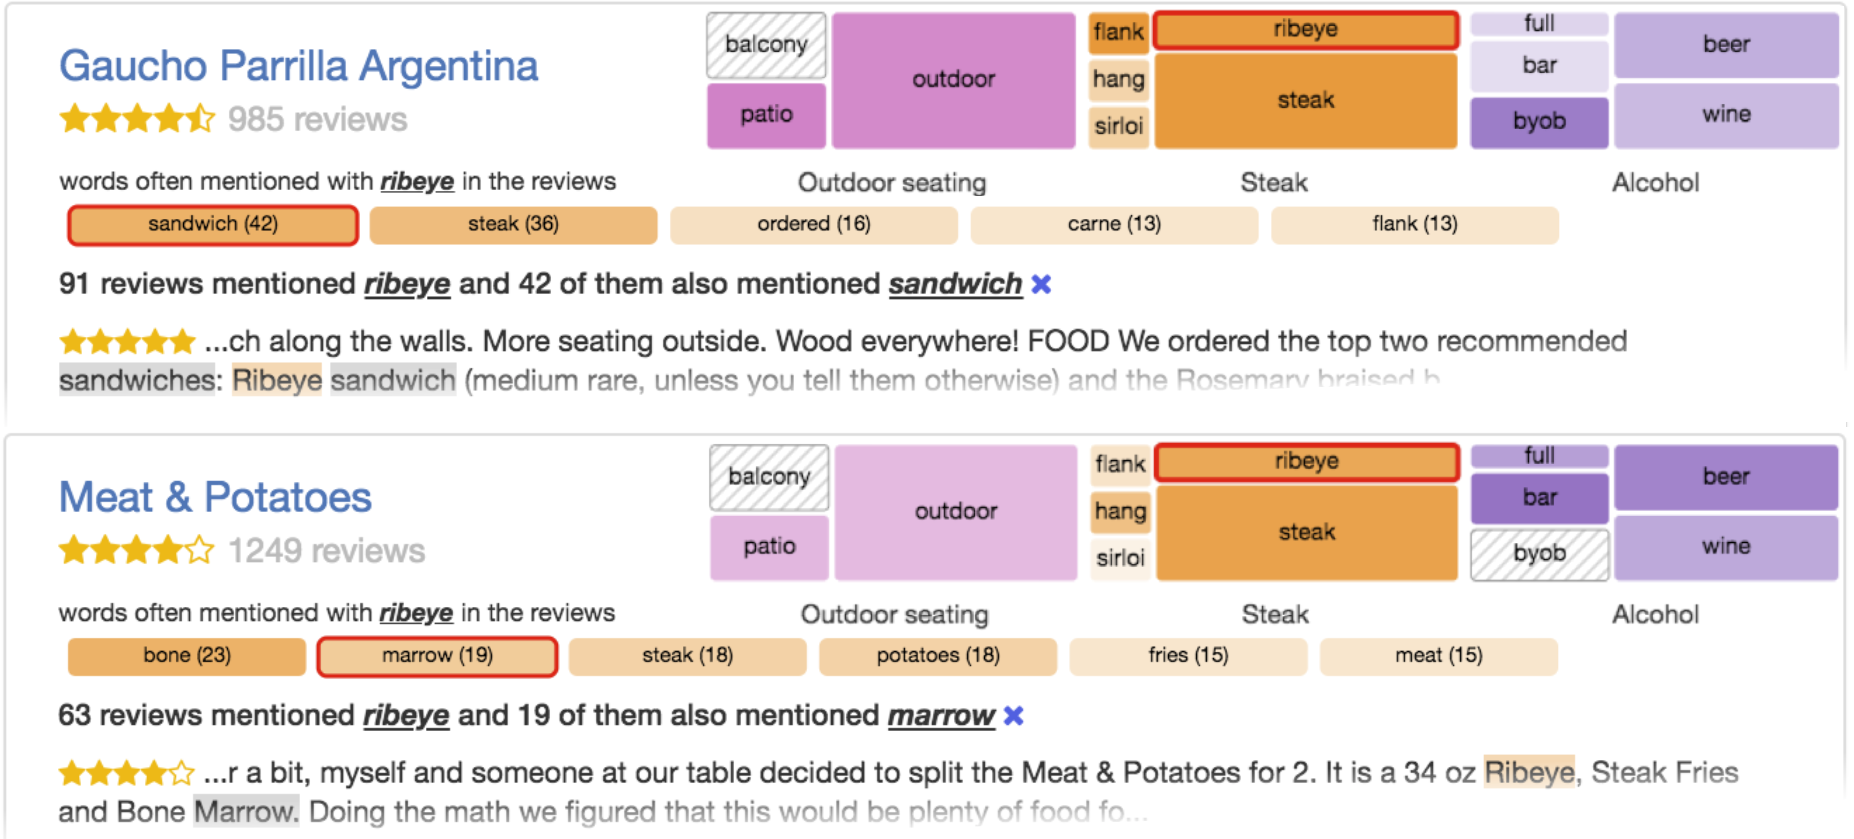 Gaucho Parrilla Argentina
985 reviews
balcony
patio
outdoor
Outdoor seating
flank
hang
sirloi
ribeye
steak
Steak
full
bar
byob
beer
wine
Alcohol
words often mentioned with ribeye in the reviews
sandwich (42) steak (36) ordered (16) carne (13) flank (13)
91 reviews mentioned ribeye and 42 of them also mentioned sandwich
...ch along the walls. More seating outside. Wood everywhere! FOOD We ordered the top two recommended
sandwiches: Ribeye sandwich (medium rare, unless you tell them otherwise) and the Rosemary braised b
Meat & Potatoes
1249 reviews
balcony
patio
outdoor
Outdoor seating
flank
hang
sirloi
ribeye
steak
Steak
full
bar
byob
beer
wine
Alcohol
words often mentioned with ribeye in the reviews
bone (23) marrow (19) steak (18) potatoes (18) fries (15) meat (15)
63 reviews mentioned ribeye and 19 of them also mentioned marrow
...r a bit, myself and someone at our table decided to split the Meat & Potatoes for 2. It is a 34 oz Ribeye, Steak Fries
and Bone Marrow. Doing the math we figured that this would be plenty of food fo...